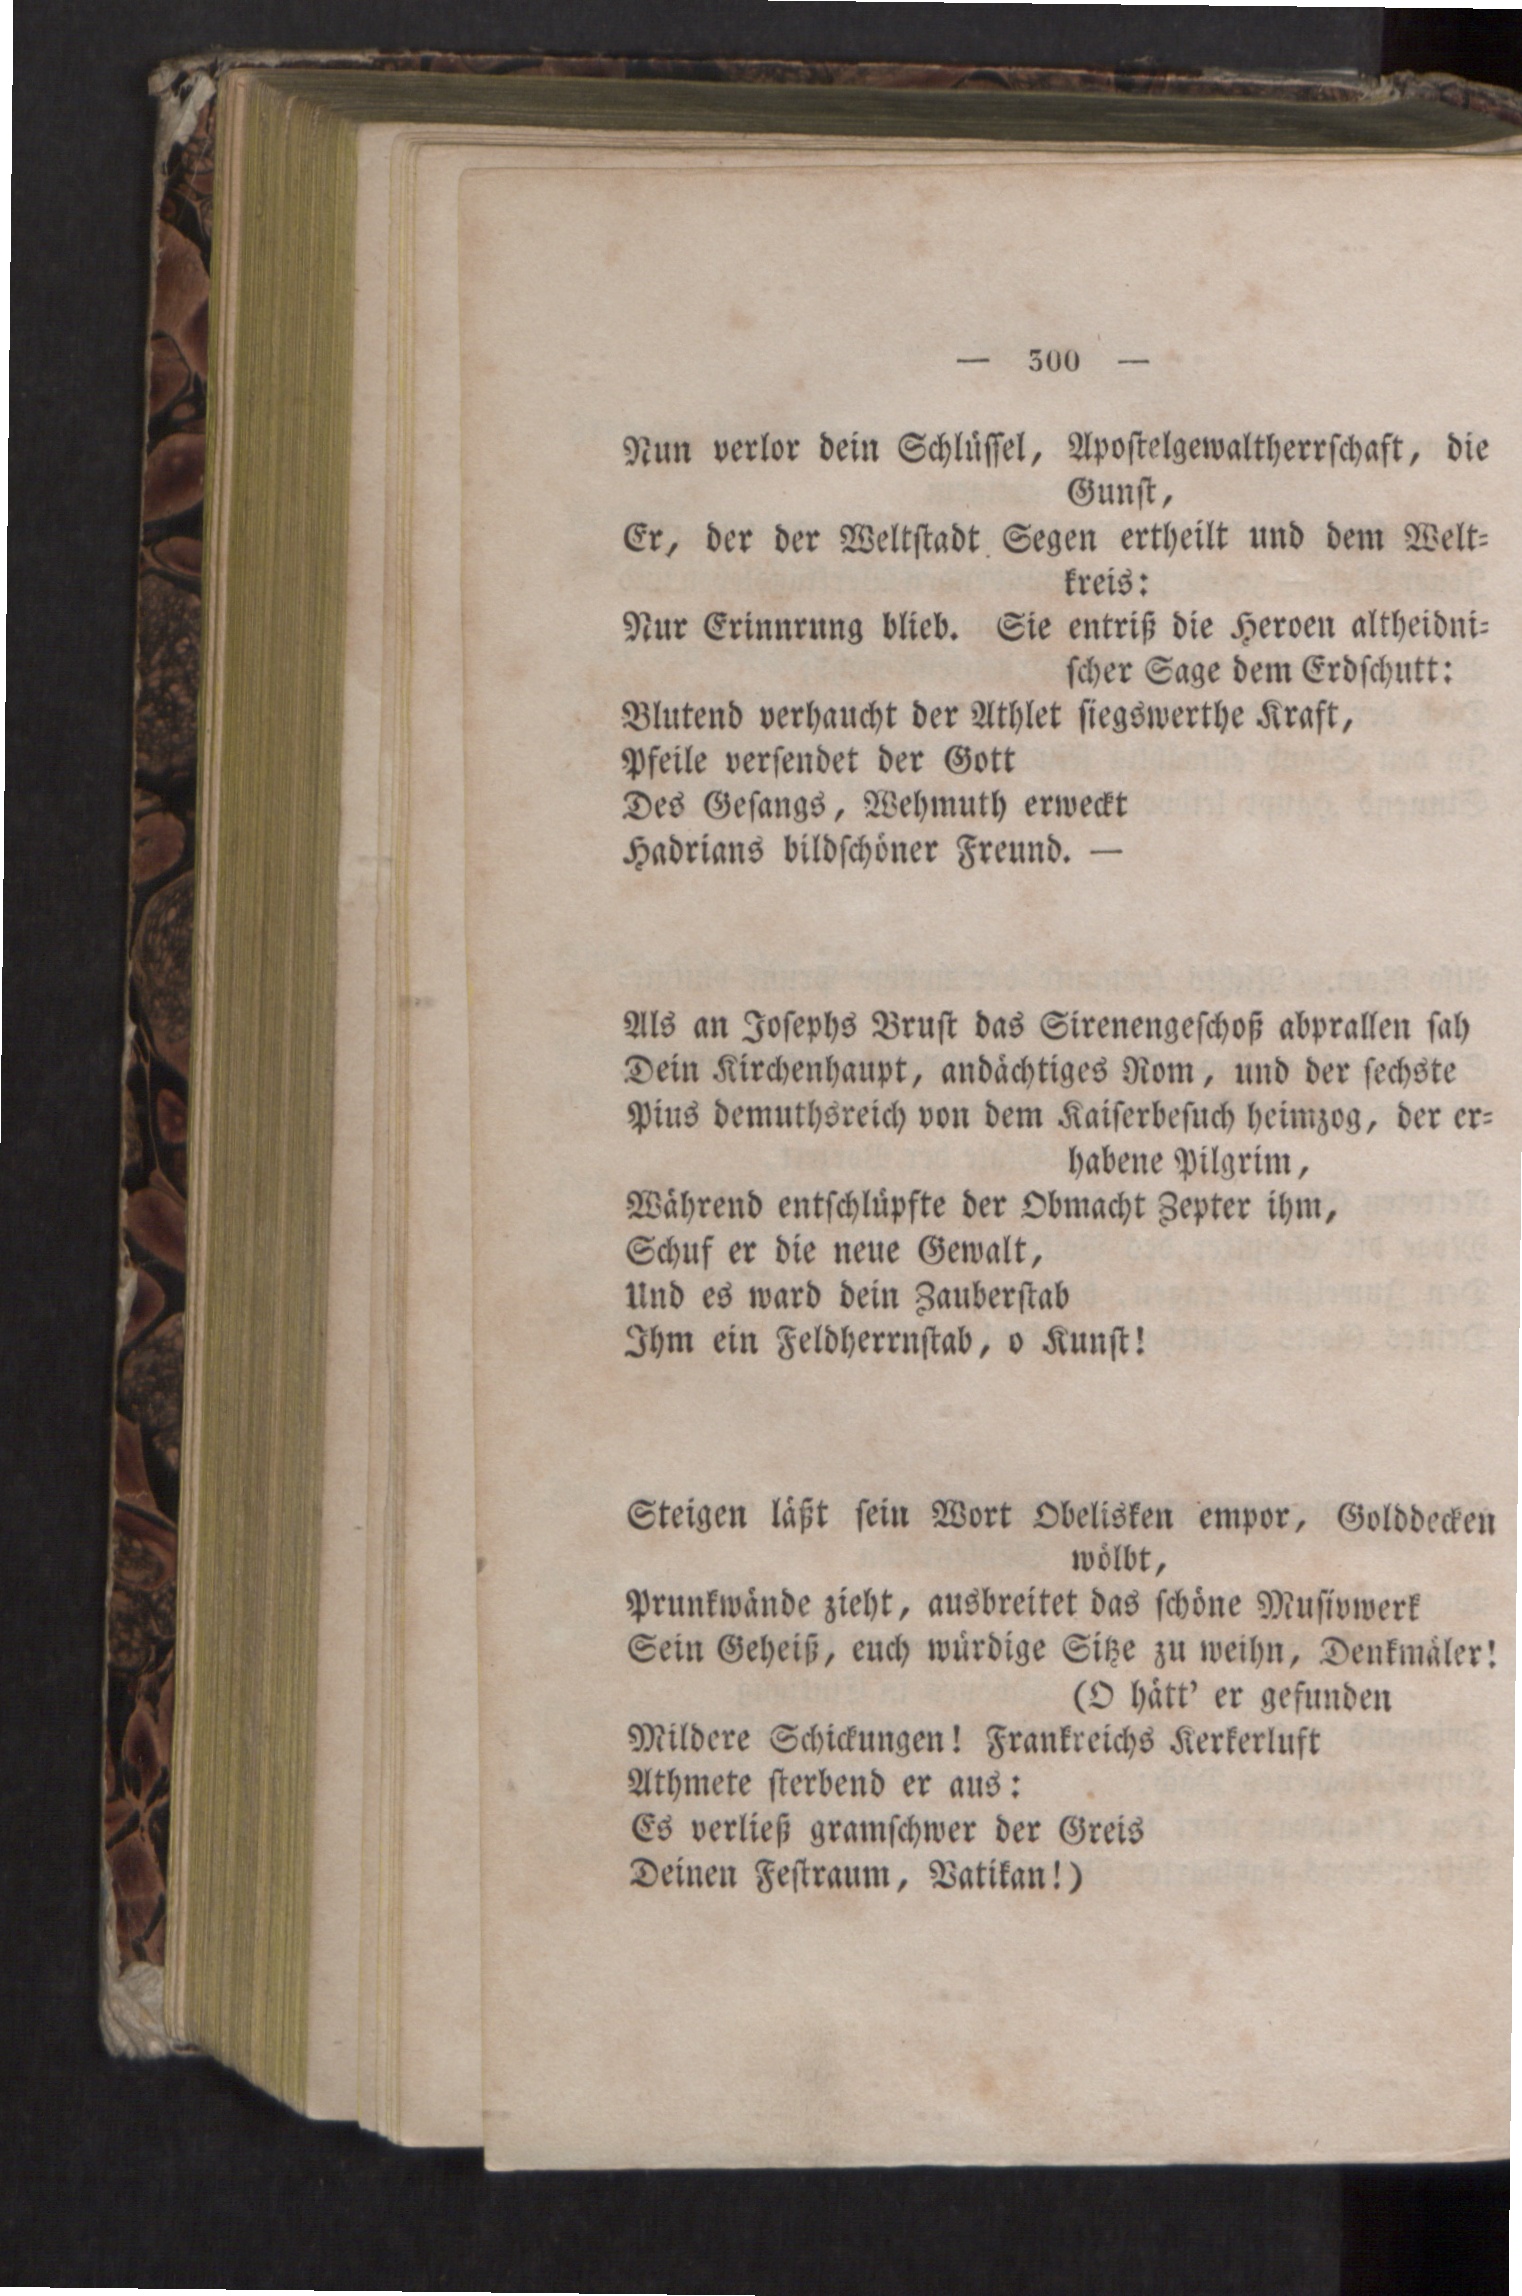 — 300 —
Nun verlor dein Schlüſſel, Apoſtelgewaltherrſchaft, die
Gunſt,
Er, der der Weltſtadt Segen ertheilt und dem Welt⸗
kreis:
Nur Erinnrung blieb. Sie entriß die Heroen altheidni⸗
ſcher Sage dem Erdſchutt:
Blutend verhaucht der Athlet ſiegswerthe Kraft,
Pfeile verſendet der Gott
Des Geſangs, Wehmuth erweckt
Hadrians bildſchöner Freund. —
Als an Joſephs Bruſt das Sirenengeſchoß abprallen ſah
Dein Kirchenhaupt, andächtiges Rom, und der ſechste
Pius demuthsreich von dem Kaiſerbeſuch heimzog, der er⸗
habene Pilgrim,
Während entſchlüpfte der Obmacht Zepter ihm,
Schuf er die neue Gewalt,
Und es ward dein Zauberſtab
Ihm ein Feldherrnſtab, o Kunſt!
Steigen läßt ſein Wort Obelisken empor, Golddecken
wölbt,
Prunkwände zieht, ausbreitet das ſchöne Muſivwerk
Sein Geheiß, euch würdige Sitze zu weihn, Denkmäler!
(O hätt’ er gefunden
Mildere Schickungen! Frankreichs Kerkerluft
Athmete ſterbend er aus:
Es verließ gramſchwer der Greis
Deinen Feſtraum, Vatikan!)